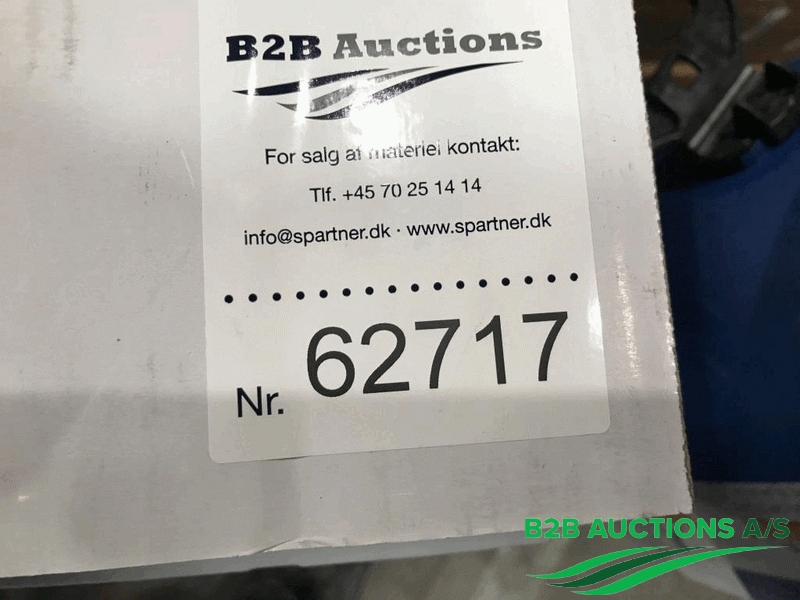 B2B Auctions
For salg af materiel kontakt:
Tlf. +45 70 25 14 14
info@spartner.dk · www.spartner.dk
Nr. 62717
B2B AUCTIONS A/S